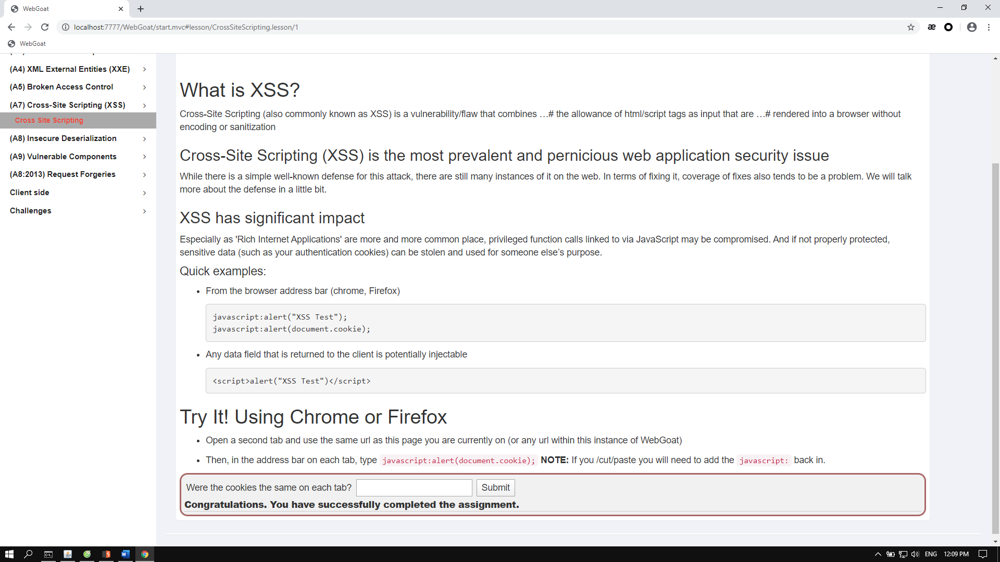 WebGoat
localhost:7777/WebGoat/start.mvc#lesson/CrossSiteScripting.lesson/1
WebGoat
(A4) XML External Entities (XXE)
(A5) Broken Access Control
(A7) Cross-Site Scripting (XSS)
Cross Site Scripting
(A8) Insecure Deserialization
(A9) Vulnerable Components
(A8:2013) Request Forgeries
Client side
Challenges
What is XSS?
Cross-Site Scripting (also commonly known as XSS) is a vulnerability/flaw that combines …# the allowance of html/script tags as input that are …# rendered into a browser without
encoding or sanitization
Cross-Site Scripting (XSS) is the most prevalent and pernicious web application security issue
While there is a simple well-known defense for this attack, there are still many instances of it on the web. In terms of fixing it, coverage of fixes also tends to be a problem. We will talk
more about the defense in a little bit.
XSS has significant impact
Especially as 'Rich Internet Applications' are more and more common place, privileged function calls linked to via JavaScript may be compromised. And if not properly protected,
sensitive data (such as your authentication cookies) can be stolen and used for someone else’s purpose.
Quick examples:
• From the browser address bar (chrome, Firefox)
javascript:alert("XSS Test");
javascript:alert(document.cookie);
• Any data field that is returned to the client is potentially injectable
<script>alert("XSS Test")</script>
Try It! Using Chrome or Firefox
• Open a second tab and use the same url as this page you are currently on (or any url within this instance of WebGoat)
• Then, in the address bar on each tab, type javascript:alert(document.cookie); NOTE: If you /cut/paste you will need to add the javascript: back in.
Were the cookies the same on each tab? Submit
Congratulations. You have successfully completed the assignment.
ENG 12:09 PM